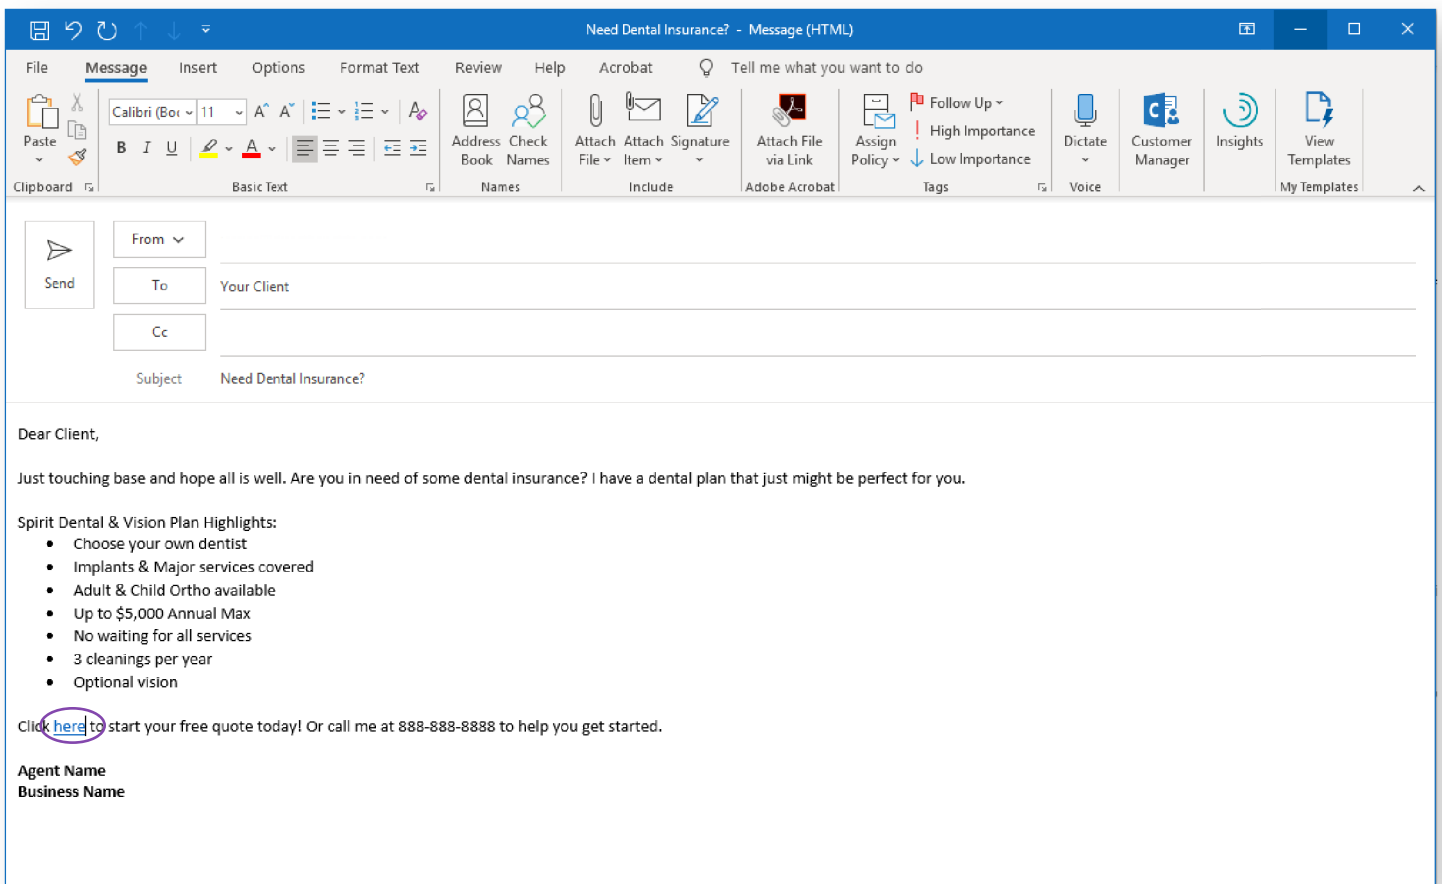 Need Dental Insurance? - Message (HTML)
File Message Insert Options Format Text Review Help Acrobat Tell me what you want to do
Paste
Clipboard
Calibri (Boc 11
B I U A
Basic Text
Address Book
Check Names
Names
Attach File
Attach Item
Signature
Include
Attach File via Link
Adobe Acrobat
Assign Policy
Follow Up
High Importance
Low Importance
Tags
Dictate
Voice
Customer Manager
Insights
View Templates
My Templates
Send
From
To Your Client
Cc
Subject Need Dental Insurance?
Dear Client,
Just touching base and hope all is well. Are you in need of some dental insurance? I have a dental plan that just might be perfect for you.
Spirit Dental & Vision Plan Highlights:
• Choose your own dentist
• Implants & Major services covered
• Adult & Child Ortho available
• Up to $5,000 Annual Max
• No waiting for all services
• 3 cleanings per year
• Optional vision
Click here to start your free quote today! Or call me at 888-888-8888 to help you get started.
Agent Name
Business Name